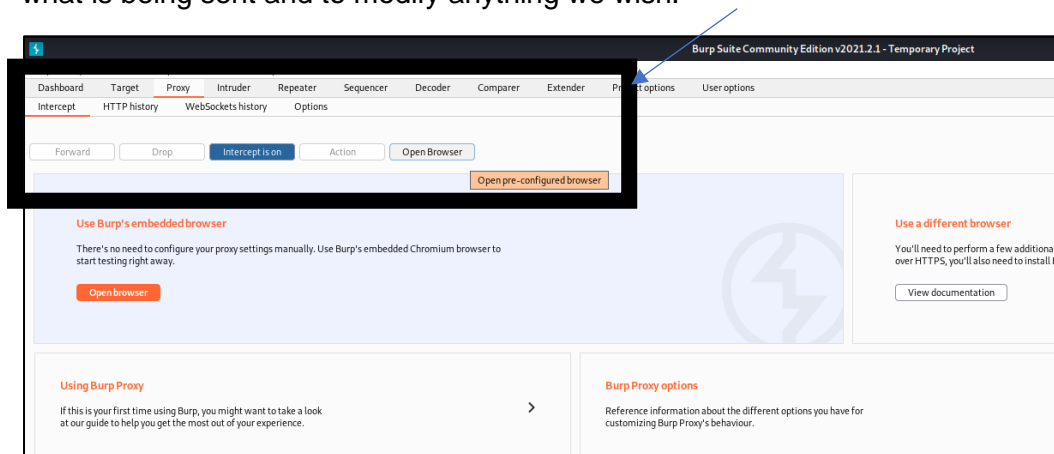 what is being sent and to modify anything we wish.
Burp Suite Community Edition v2021.2.1 - Temporary Project
Dashboard Target Proxy Intruder Repeater Sequencer Decoder Comparer Extender options User options
Intercept HTTP history WebSockets history Options
Forward Drop Intercept is on Action Open Browser
Open pre-configured browser
Use Burp's embedded browser
There's no need to configure your proxy settings manually. Use Burp's embedded Chromium browser to
start testing right away.
Open browser
Use a different browser
You'll need to perform a few additiona
over HTTPS, you'll also need to install
View documentation
Using Burp Proxy
If this is your first time using Burp, you might want to take a look
at our guide to help you get the most out of your experience.
Burp Proxy options
Reference information about the different options you have for
customizing Burp Proxy's behaviour.